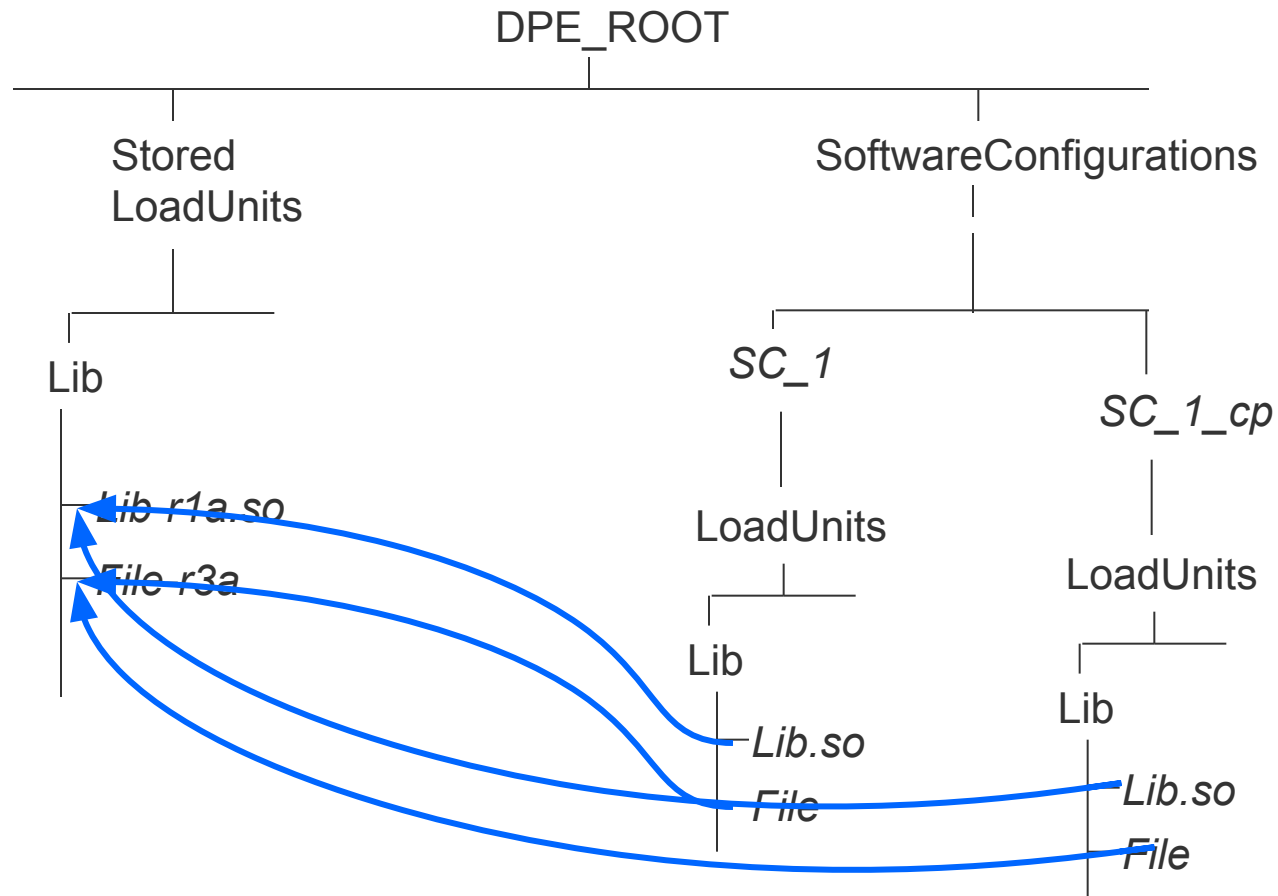 DPE_ROOT
Stored
LoadUnits
SoftwareConfigurations
Lib
SC_1
SC_1_cp
Lib-r1a.so
LoadUnits
File-r3a
LoadUnits
Lib
Lib
Lib.so
File
Lib.so
File